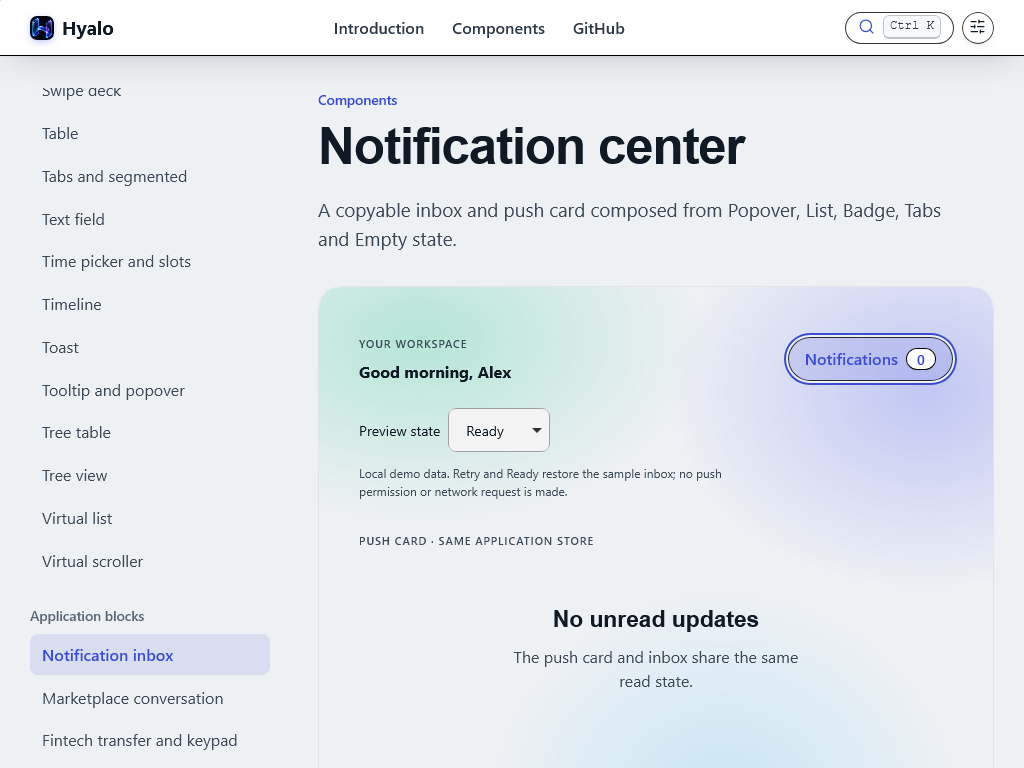 Hyalo
Introduction
Components
GitHub
Ctrl K
Swipe deck
Table
Tabs and segmented
Text field
Time picker and slots
Timeline
Toast
Tooltip and popover
Tree table
Tree view
Virtual list
Virtual scroller
Application blocks
Notification inbox
Marketplace conversation
Fintech transfer and keypad
Components
Notification center
A copyable inbox and push card composed from Popover, List, Badge, Tabs
and Empty state.
YOUR WORKSPACE
Good morning, Alex
Notifications 0
Preview state Ready
Local demo data. Retry and Ready restore the sample inbox; no push
permission or network request is made.
PUSH CARD · SAME APPLICATION STORE
No unread updates
The push card and inbox share the same
read state.